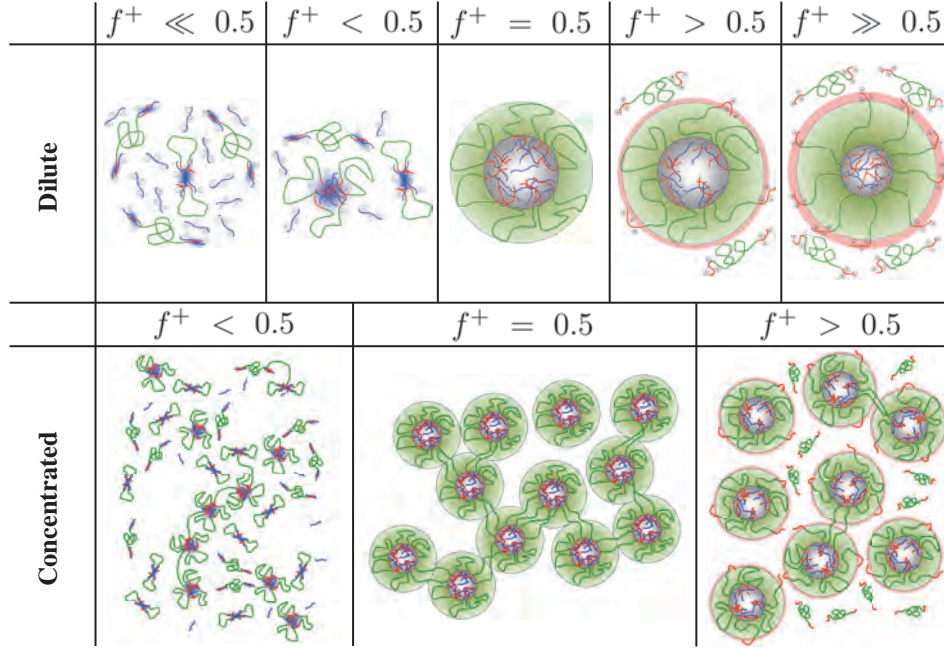 f⁺ ≪ 0.5 f⁺ < 0.5 f⁺ = 0.5 f⁺ > 0.5 f⁺ ≫ 0.5
Dilute
f⁺ < 0.5 f⁺ = 0.5 f⁺ > 0.5
Concentrated